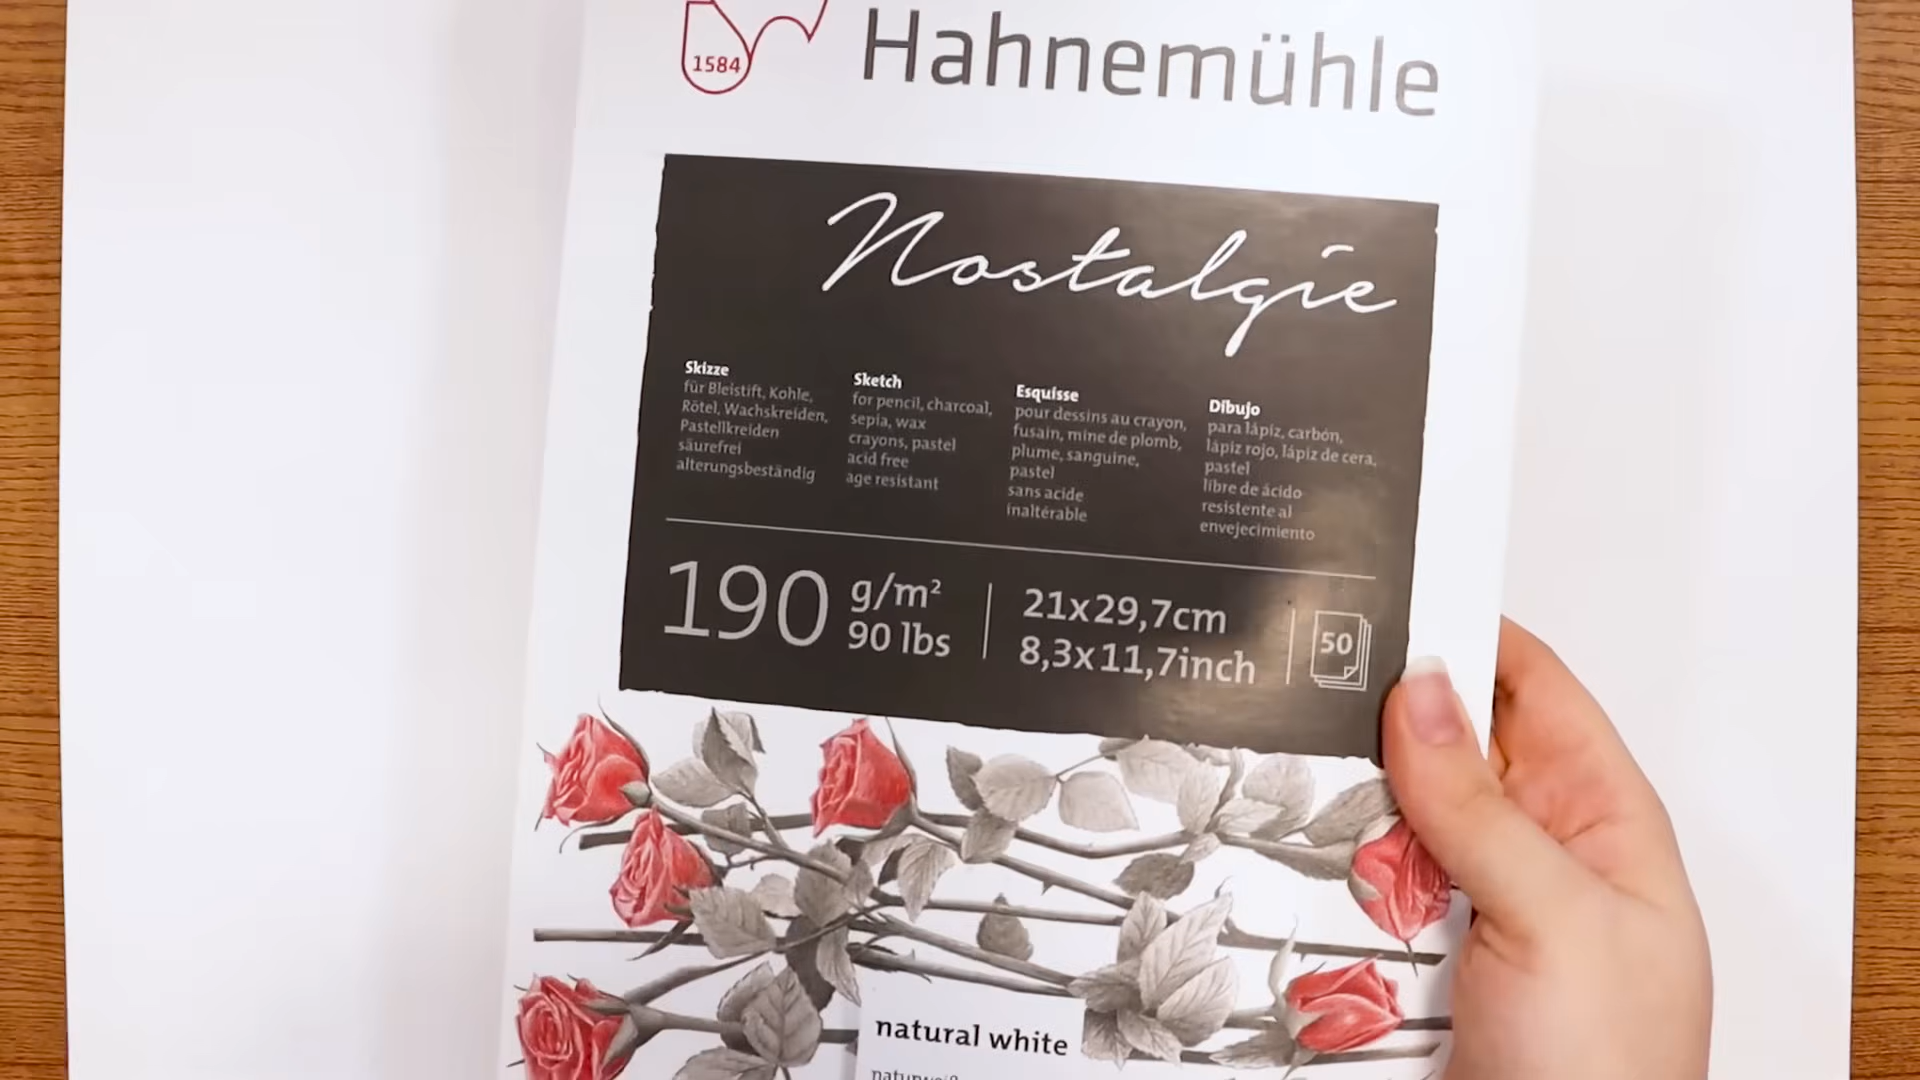 1584
Hahnemühle
Nostalgie
Skizze
für Bleistift, Kohle,
Rötel, Wachskreiden,
Pastellkreiden
säurefrei
alterungsbeständig
Sketch
for pencil, charcoal,
sepia, wax
crayons, pastel
acid free
age resistant
Esquisse
pour dessins au crayon,
fusain, mine de plomb,
plume, sanguine,
pastel
sans acide
inaltérable
Dibujo
para lápiz, carbón,
lápiz rojo, lápiz de cera,
pastel
libre de ácido
resistente al
envejecimiento
190 g/m²
90 lbs
21x29,7cm
8,3x11,7inch
50
natural white